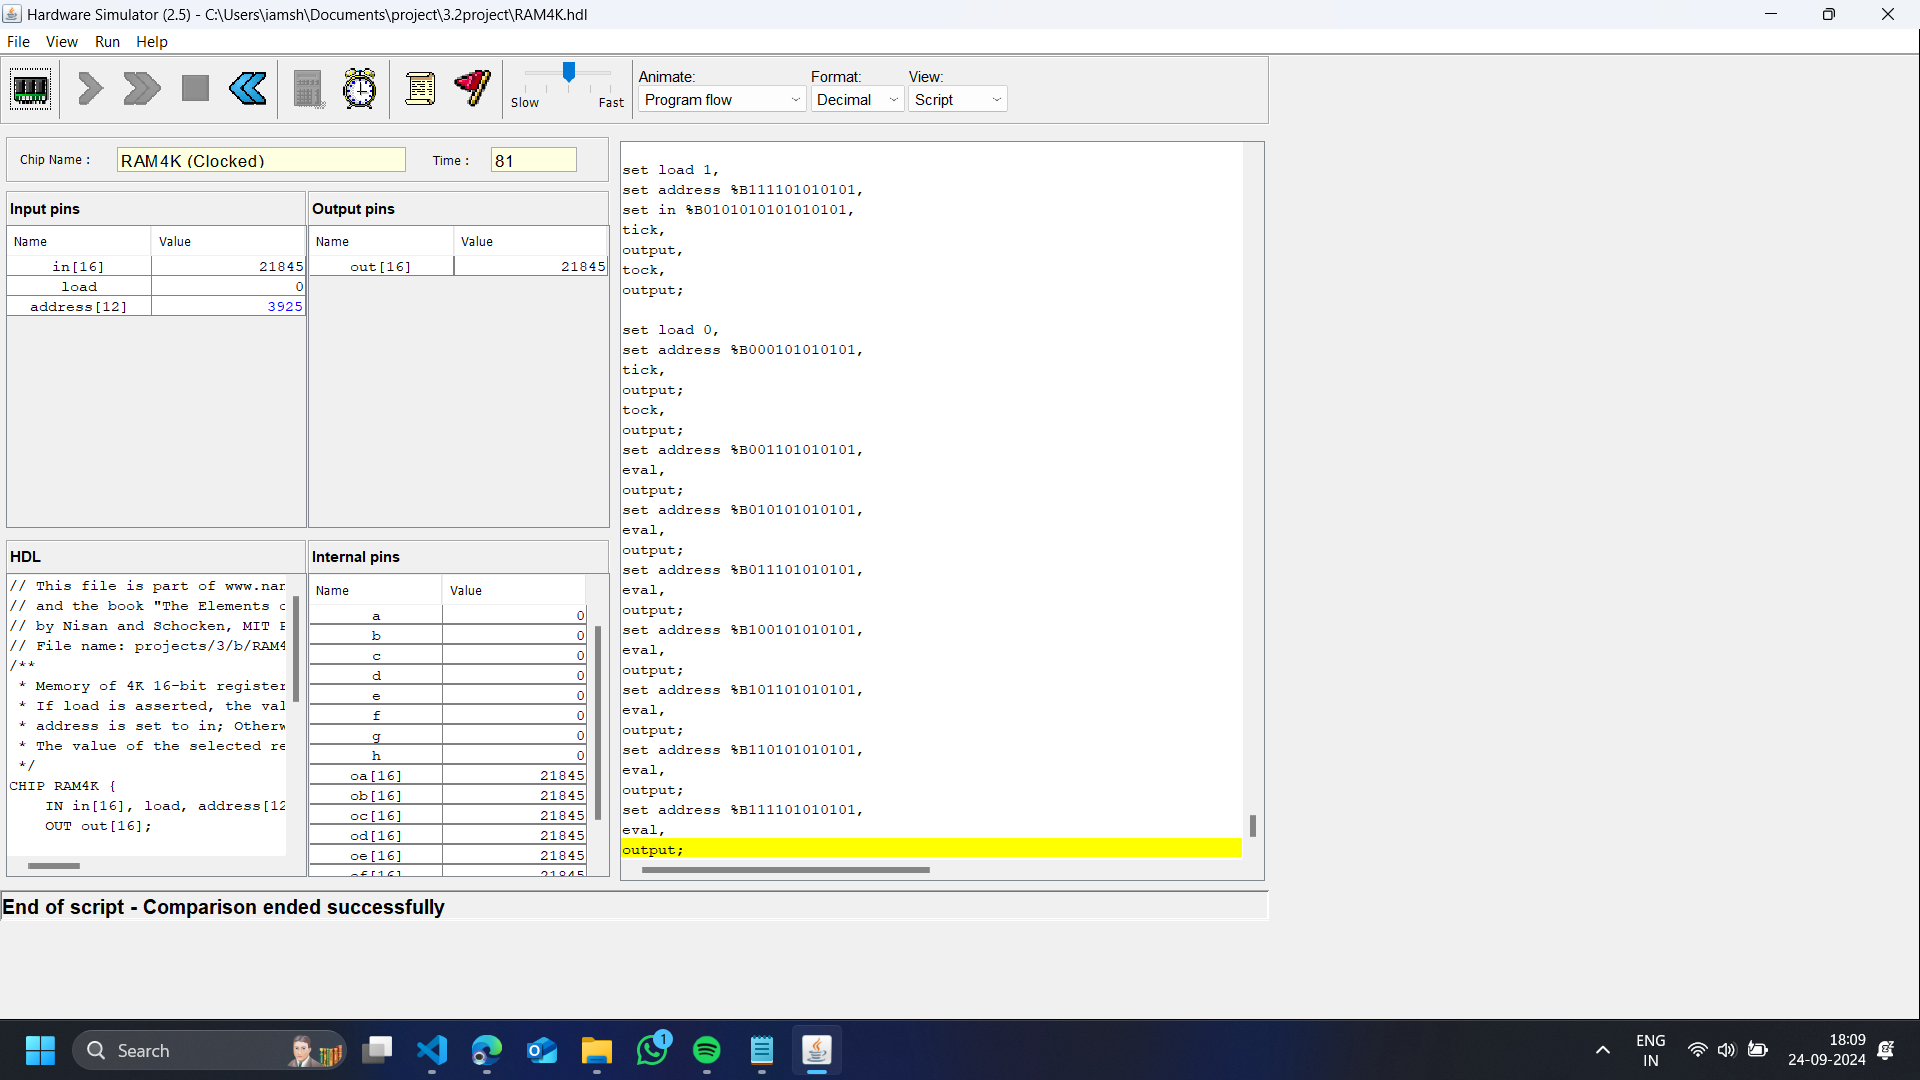 Hardware Simulator (2.5) - C:\Users\iamsh\Documents\project\3.2project\RAM4K.hdl
File View Run Help
Slow Fast
Animate: Format: View:
Program flow Decimal Script
Chip Name : RAM4K (Clocked) Time : 81
Input pins
Name Value
in[16] 21845
load 0
address[12] 3925
Output pins
Name Value
out[16] 21845
HDL
// This file is part of www.nan
// and the book "The Elements o
// by Nisan and Schocken, MIT P
// File name: projects/3/b/RAM4
/**
* Memory of 4K 16-bit register
* If load is asserted, the val
* address is set to in; Otherw
* The value of the selected re
*/
CHIP RAM4K {
IN in[16], load, address[12
OUT out[16];
Internal pins
Name Value
a 0
b 0
c 0
d 0
e 0
f 0
g 0
h 0
oa[16] 21845
ob[16] 21845
oc[16] 21845
od[16] 21845
oe[16] 21845
of[16] 21845
set load 1,
set address %B111101010101,
set in %B0101010101010101,
tick,
output,
tock,
output;
set load 0,
set address %B000101010101,
tick,
output;
tock,
output;
set address %B001101010101,
eval,
output;
set address %B010101010101,
eval,
output;
set address %B011101010101,
eval,
output;
set address %B100101010101,
eval,
output;
set address %B101101010101,
eval,
output;
set address %B110101010101,
eval,
output;
set address %B111101010101,
eval,
output;
End of script - Comparison ended successfully
Search
1
ENG
IN
18:09
24-09-2024